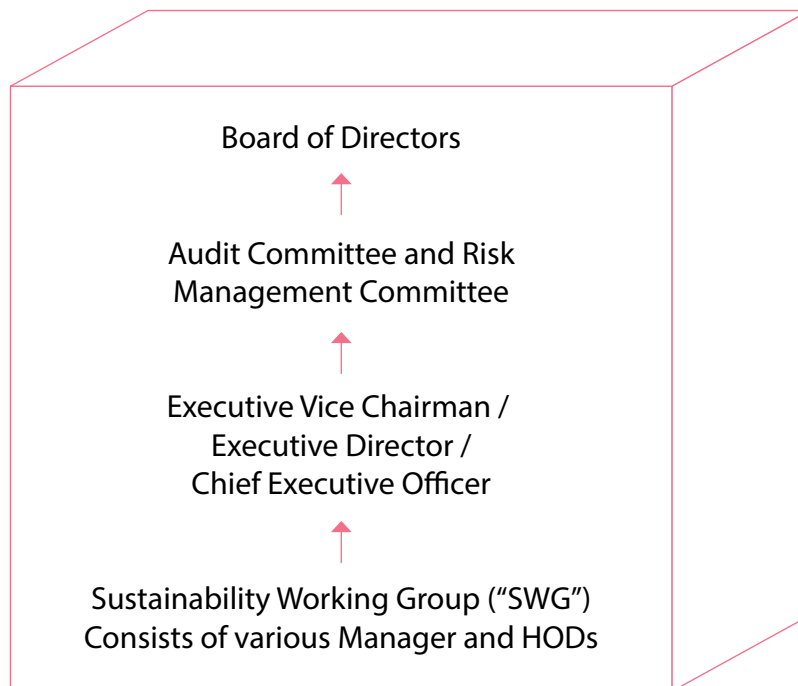 Board of Directors
Audit Committee and Risk
Management Committee
Executive Vice Chairman /
Executive Director /
Chief Executive Officer
Sustainability Working Group (“SWG”)
Consists of various Manager and HODs